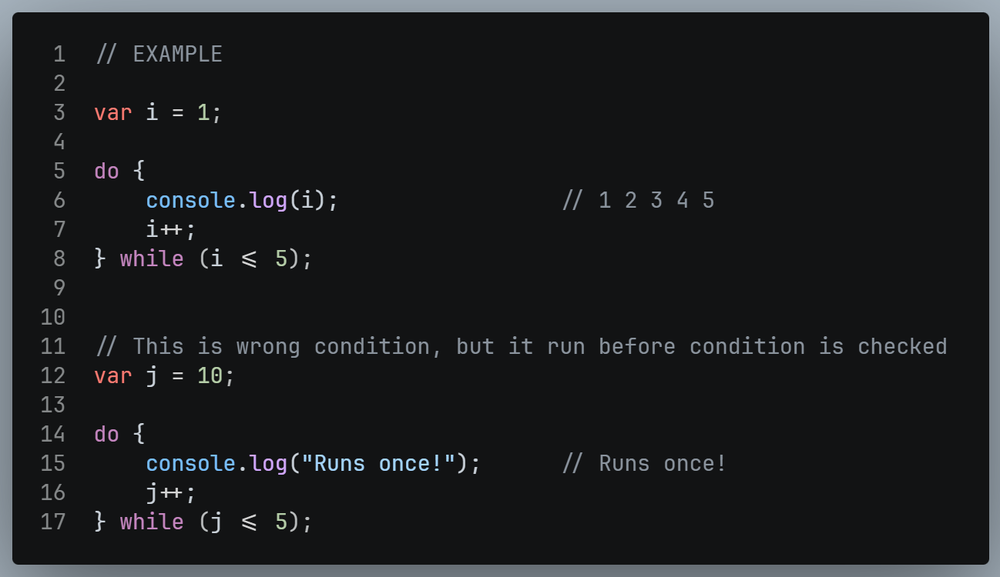 1 // EXAMPLE
2
3 var i = 1;
4
5 do {
6     console.log(i);                 // 1 2 3 4 5
7     i++;
8 } while (i <= 5);
9
10
11 // This is wrong condition, but it run before condition is checked
12 var j = 10;
13
14 do {
15     console.log("Runs once!");      // Runs once!
16     j++;
17 } while (j <= 5);